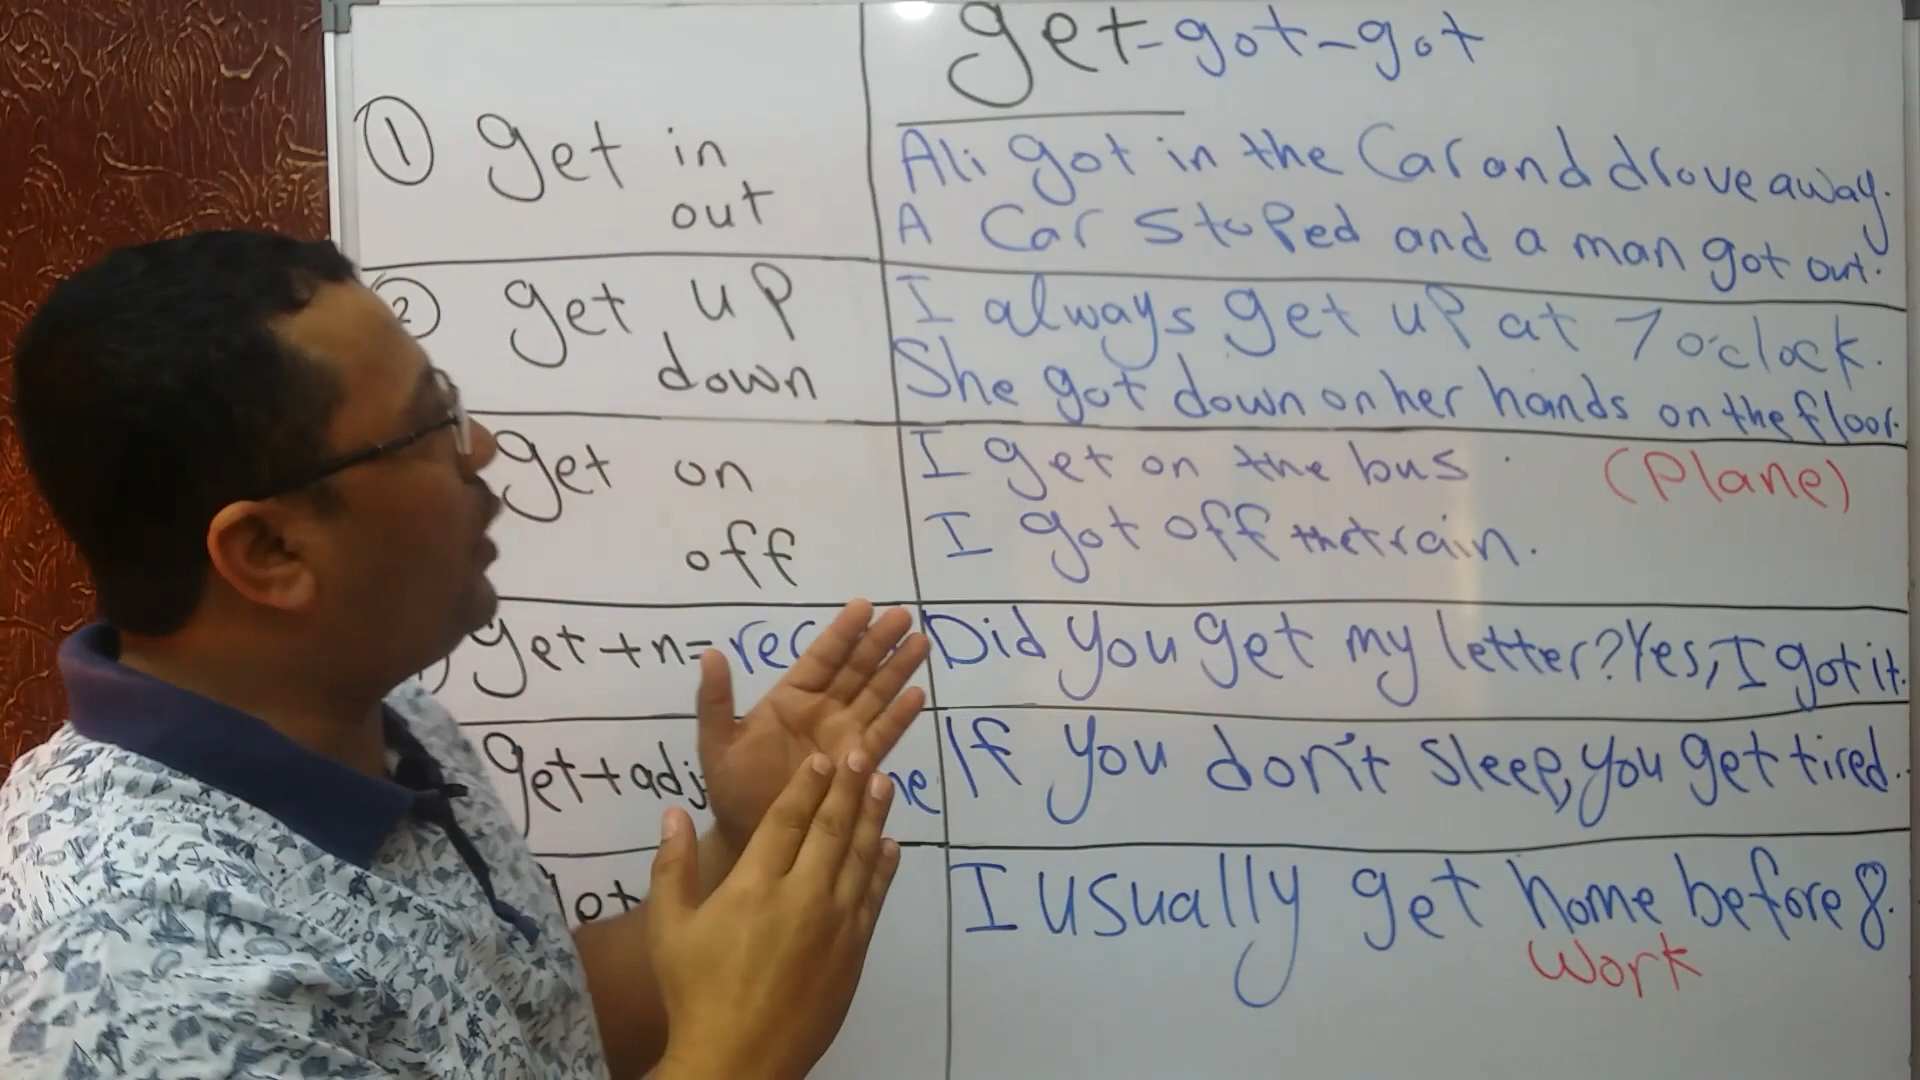 get-got-got
① get in
out
Ali got in the Car and drove away.
A Car stoped and a man got out.
② get up
down
I always get up at 7 o'clock.
She got down on her hands on the floor.
get on
off
I get on the bus. (Plane)
I got off the train.
get+n=
Did you get my letter? Yes, I got it.
get+adj
If you don't sleep, you get tired.
I usually get home before 8.
work